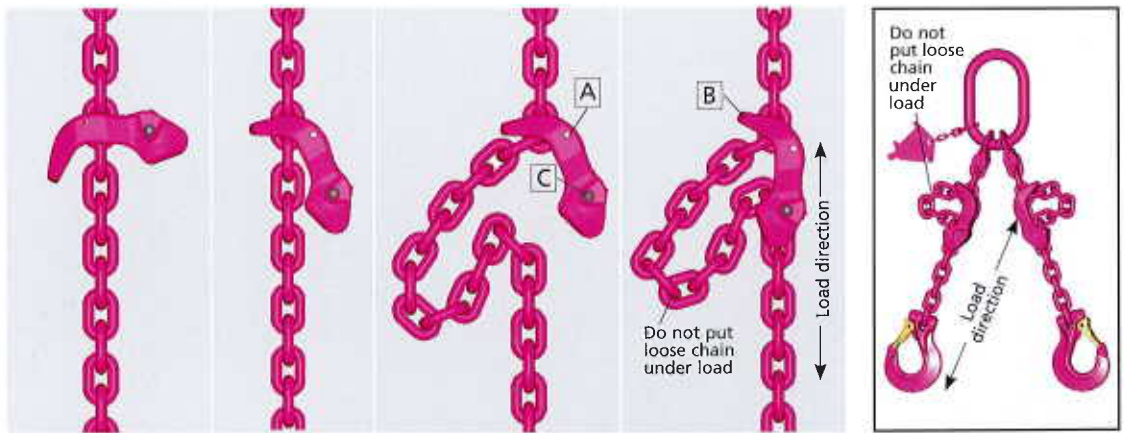 A
C
B
Load direction
Do not put
loose chain
under load
Do not
put loose
chain
under
load
Load
direction